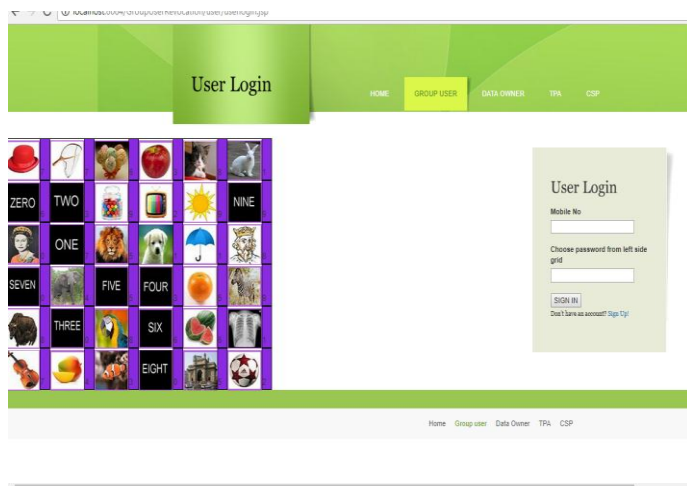 User Login
HOME GROUP USER DATA OWNER TPA CSP
ZERO TWO NINE
ONE
SEVEN FIVE FOUR
THREE SIX
EIGHT
User Login
Mobile No
Choose password from left side
grid
SIGN IN
Don't have an account? Sign Up!
Home Group user Data Owner TPA CSP